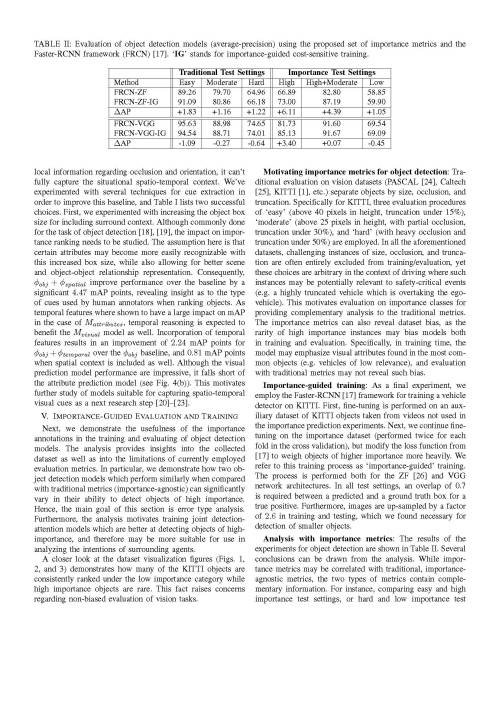 TABLE II: Evaluation of object detection models (average-precision) using the proposed set of importance metrics and the
Faster-RCNN framework (FRCN) [17]. 'IG' stands for importance-guided cost-sensitive training.
Traditional Test Settings Importance Test Settings
Method Easy Moderate Hard High High+Moderate Low
FRCN-ZF 89.26 79.70 64.96 66.89 82.80 58.85
FRCN-ZF-IG 91.09 80.86 66.18 73.00 87.19 59.90
ΔAP +1.83 +1.16 +1.22 +6.11 +4.39 +1.05
FRCN-VGG 95.63 88.98 74.65 81.73 91.60 69.54
FRCN-VGG-IG 94.54 88.71 74.01 85.13 91.67 69.09
ΔAP -1.09 -0.27 -0.64 +3.40 +0.07 -0.45
local information regarding occlusion and orientation, it can't
fully capture the situational spatio-temporal context. We've
experimented with several techniques for cue extraction in
order to improve this baseline, and Table I lists two successful
choices. First, we experimented with increasing the object box
size for including surround context. Although commonly done
for the task of object detection [18], [19], the impact on impor-
tance ranking needs to be studied. The assumption here is that
certain attributes may become more easily recognizable with
this increased box size, while also allowing for better scene
and object-object relationship representation. Consequently,
ϕobj + ϕspatial improve performance over the baseline by a
significant 4.47 mAP points, revealing insight as to the type
of cues used by human annotators when ranking objects. As
temporal features where shown to have a large impact on mAP
in the case of Mattributes, temporal reasoning is expected to
benefit the Mvisual model as well. Incorporation of temporal
features results in an improvement of 2.24 mAP points for
ϕobj + ϕtemporal over the ϕobj baseline, and 0.81 mAP points
when spatial context is included as well. Although the visual
prediction model performance are impressive, it falls short of
the attribute prediction model (see Fig. 4(b)). This motivates
further study of models suitable for capturing spatio-temporal
visual cues as a next research step [20]–[23].
V. IMPORTANCE-GUIDED EVALUATION AND TRAINING
Next, we demonstrate the usefulness of the importance
annotations in the training and evaluating of object detection
models. The analysis provides insights into the collected
dataset as well as into the limitations of currently employed
evaluation metrics. In particular, we demonstrate how two ob-
ject detection models which perform similarly when compared
with traditional metrics (importance-agnostic) can significantly
vary in their ability to detect objects of high importance.
Hence, the main goal of this section is error type analysis.
Furthermore, the analysis motivates training joint detection-
attention models which are better at detecting objects of high-
importance, and therefore may be more suitable for use in
analyzing the intentions of surrounding agents.
A closer look at the dataset visualization figures (Figs. 1,
2, and 3) demonstrates how many of the KITTI objects are
consistently ranked under the low importance category while
high importance objects are rare. This fact raises concerns
regarding non-biased evaluation of vision tasks.
Motivating importance metrics for object detection: Tra-
ditional evaluation on vision datasets (PASCAL [24], Caltech
[25], KITTI [1], etc.) separate objects by size, occlusion, and
truncation. Specifically for KITTI, three evaluation procedures
of 'easy' (above 40 pixels in height, truncation under 15%),
'moderate' (above 25 pixels in height, with partial occlusion,
truncation under 30%), and 'hard' (with heavy occlusion and
truncation under 50%) are employed. In all the aforementioned
datasets, challenging instances of size, occlusion, and trunca-
tion are often entirely excluded from training/evaluation, yet
these choices are arbitrary in the context of driving where such
instances may be potentially relevant to safety-critical events
(e.g. a highly truncated vehicle which is overtaking the ego-
vehicle). This motivates evaluation on importance classes for
providing complementary analysis to the traditional metrics.
The importance metrics can also reveal dataset bias, as the
rarity of high importance instances may bias models both
in training and evaluation. Specifically, in training time, the
model may emphasize visual attributes found in the most com-
mon objects (e.g. vehicles of low relevance), and evaluation
with traditional metrics may not reveal such bias.
Importance-guided training: As a final experiment, we
employ the Faster-RCNN [17] framework for training a vehicle
detector on KITTI. First, fine-tuning is performed on an aux-
iliary dataset of KITTI objects taken from videos not used in
the importance prediction experiments. Next, we continue fine-
tuning on the importance dataset (performed twice for each
fold in the cross validation), but modify the loss function from
[17] to weigh objects of higher importance more heavily. We
refer to this training process as 'importance-guided' training.
The process is performed both for the ZF [26] and VGG
network architectures. In all test settings, an overlap of 0.7
is required between a predicted and a ground truth box for a
true positive. Furthermore, images are up-sampled by a factor
of 2.6 in training and testing, which we found necessary for
detection of smaller objects.
Analysis with importance metrics: The results of the
experiments for object detection are shown in Table II. Several
conclusions can be drawn from the analysis. While impor-
tance metrics may be correlated with traditional, importance-
agnostic metrics, the two types of metrics contain comple-
mentary information. For instance, comparing easy and high
importance test settings, or hard and low importance test